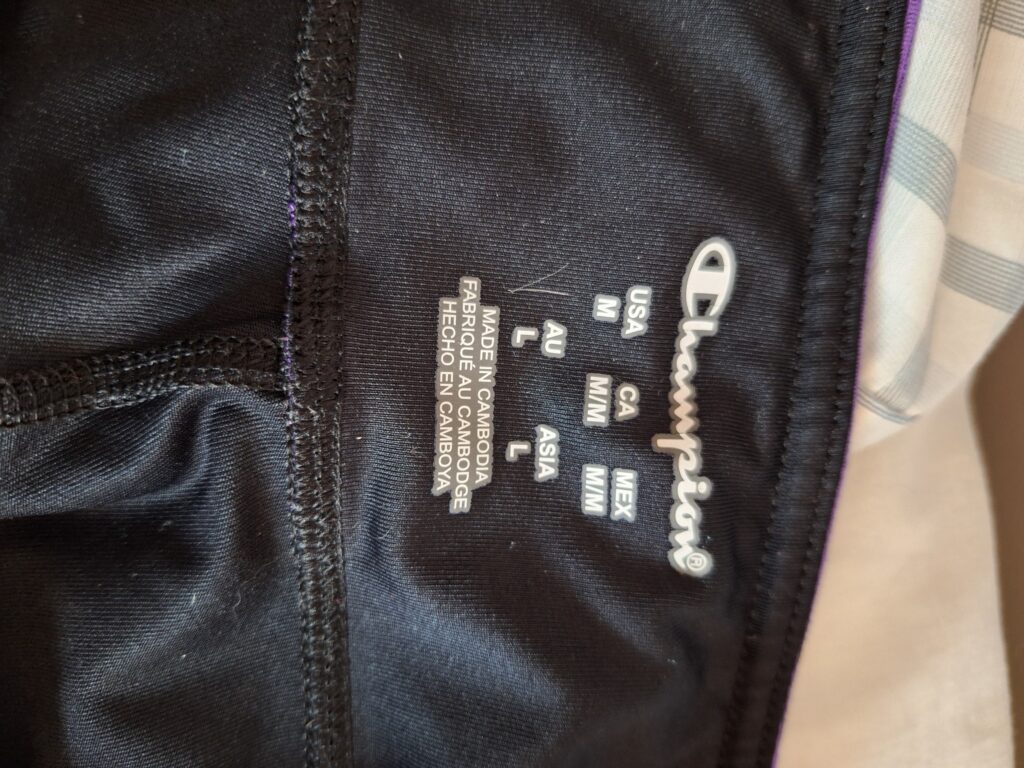 Champion®
USA CA MEX
M M/M M/M
AU ASIA
L L
MADE IN CAMBODIA
FABRIQUÉ AU CAMBODGE
HECHO EN CAMBOYA